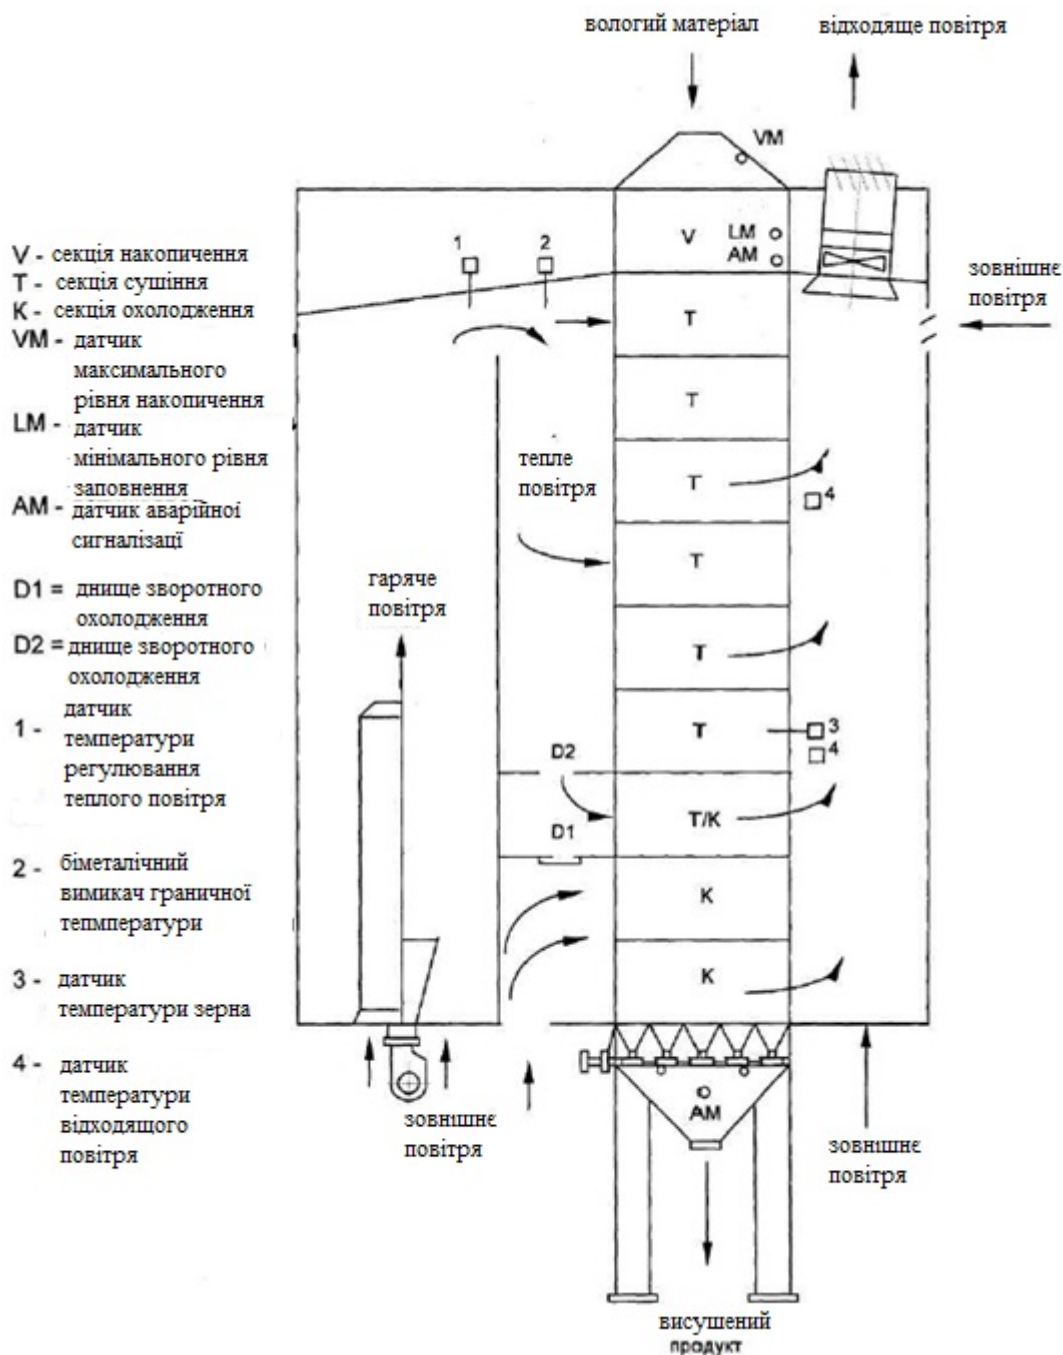 вологий матеріал
відходяще повітря
VM
V
LM
AM
1
2
зовнішнє
повітря
V - секція накопичення
T - секція сушіння
К - секція охолодження
VM - датчик
максимального
рівня накопичення
LM - датчик
мінімального рівня
заповнення
AM - датчик аварійної
сигналізаці
D1 = днище зворотного
охолодження
D2 = днище зворотного
охолодження
1 - датчик
температури
регулювання
теплого повітря
2 - біметалічний
вимикач граничної
тепмператури
3 - датчик
температури зерна
4 - датчик
температури
відходящого
повітря
T
T
T
4
тепле
повітря
T
гаряче
повітря
T
T
3
4
D2
T/K
D1
K
K
AM
зовнішнє
повітря
зовнішнє
повітря
висушений
продукт